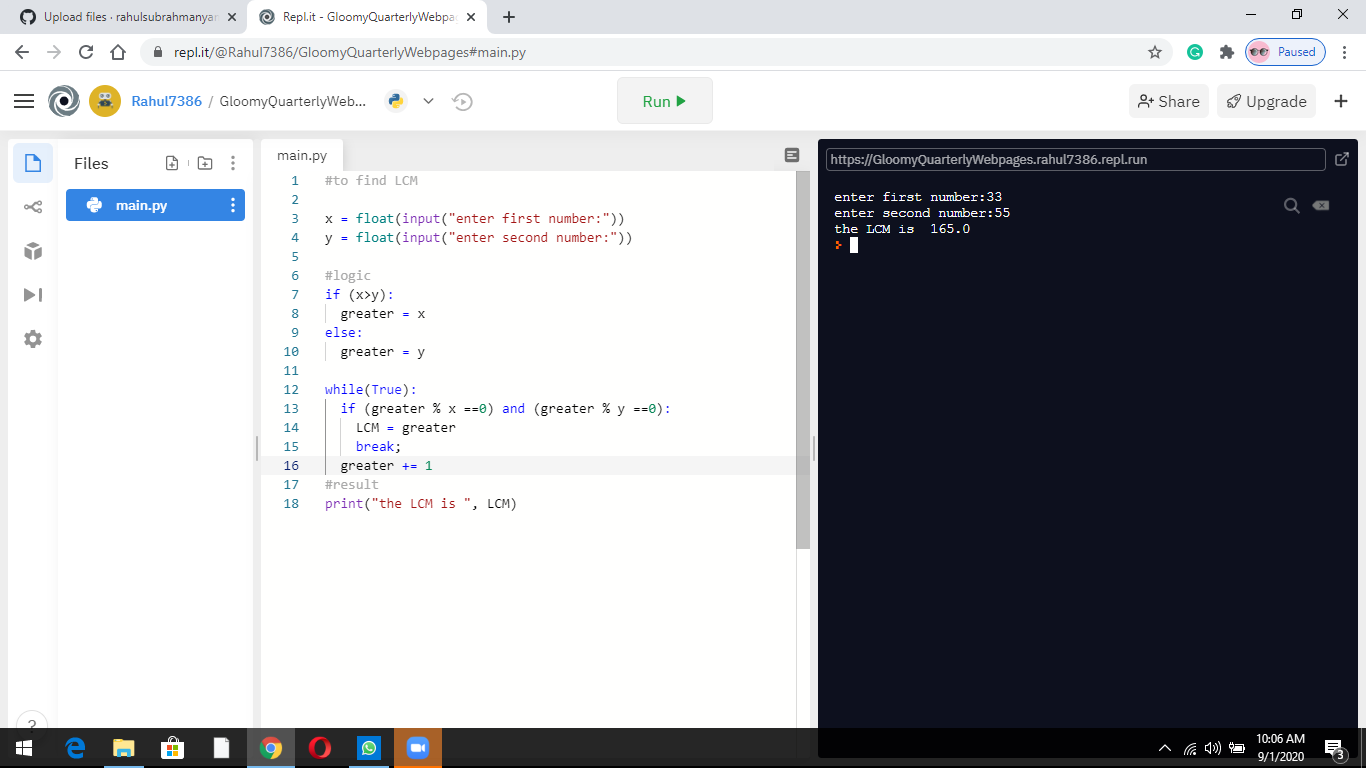 Upload files · rahulsubrahmanyam
Repl.it - GloomyQuarterlyWebpa
repl.it/@Rahul7386/GloomyQuarterlyWebpages#main.py
Paused
Rahul7386 / GloomyQuarterlyWeb...
Run
Share
Upgrade
Files
main.py
main.py
1 #to find LCM
2
3 x = float(input("enter first number:"))
4 y = float(input("enter second number:"))
5
6 #logic
7 if (x>y):
8 greater = x
9 else:
10 greater = y
11
12 while(True):
13 if (greater % x ==0) and (greater % y ==0):
14 LCM = greater
15 break;
16 greater += 1
17 #result
18 print("the LCM is ", LCM)
https://GloomyQuarterlyWebpages.rahul7386.repl.run
enter first number:33
enter second number:55
the LCM is  165.0
?
10:06 AM
9/1/2020
3